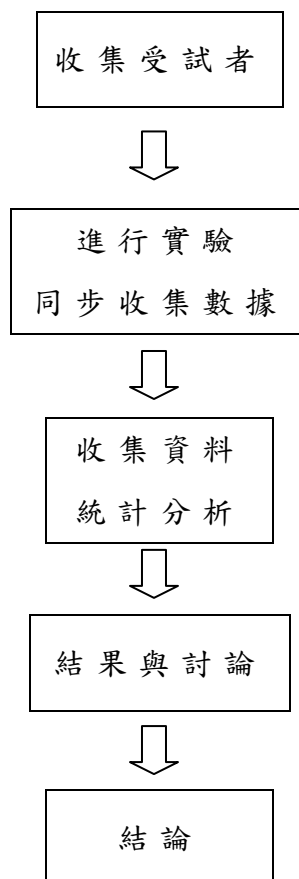 收集受試者
進行實驗
同步收集數據
收集資料
統計分析
結果與討論
結論